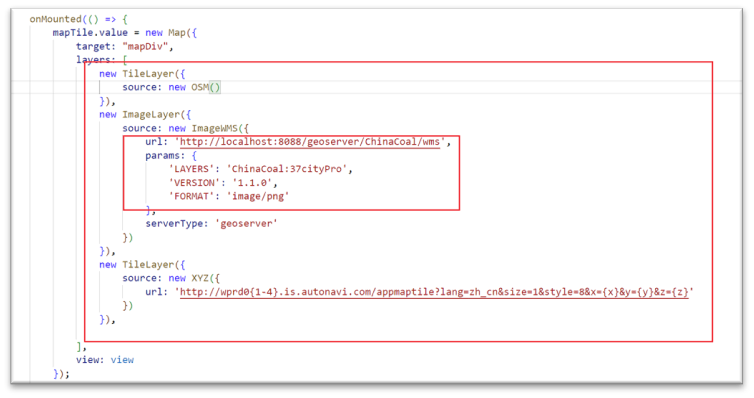 onMounted(() => {
mapTile.value = new Map({
target: "mapDiv",
layers: [
new TileLayer({
source: new OSM()
}),
new ImageLayer({
source: new ImageWMS({
url: 'http://localhost:8088/geoserver/ChinaCoal/wms',
params: {
'LAYERS': 'ChinaCoal:37cityPro',
'VERSION': '1.1.0',
'FORMAT': 'image/png'
},
serverType: 'geoserver'
})
}),
new TileLayer({
source: new XYZ({
url: 'http://wprd0{1-4}.is.autonavi.com/appmaptile?lang=zh_cn&size=1&style=8&x={x}&y={y}&z={z}'
})
}),
],
view: view
});